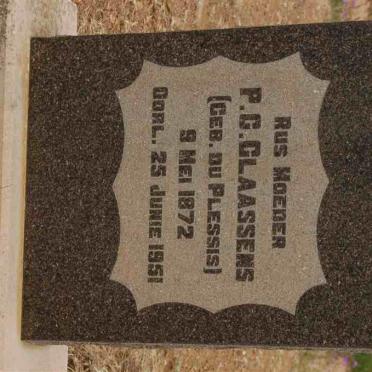 RUS MOEDER
P.C.CLAASSENS
(GEB. DU PLESSIS)
9 MEI 1872
OORL. 25 JUNIE 1951